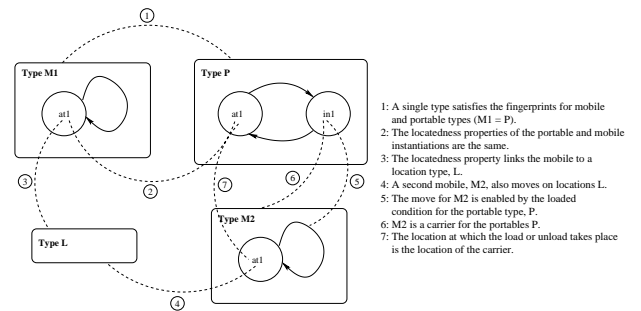 1
Type M1
Type P
at1
at1
in1
1: A single type satisfies the fingerprints for mobile
and portable types (M1 = P).
2: The locatedness properties of the portable and mobile
instantiations are the same.
3: The locatedness property links the mobile to a
location type, L.
4: A second mobile, M2, also moves on locations L.
5: The move for M2 is enabled by the loaded
condition for the portable type, P.
6: M2 is a carrier for the portables P.
7: The location at which the load or unload takes place
is the location of the carrier.
3
2
7
6
5
Type M2
Type L
at1
4